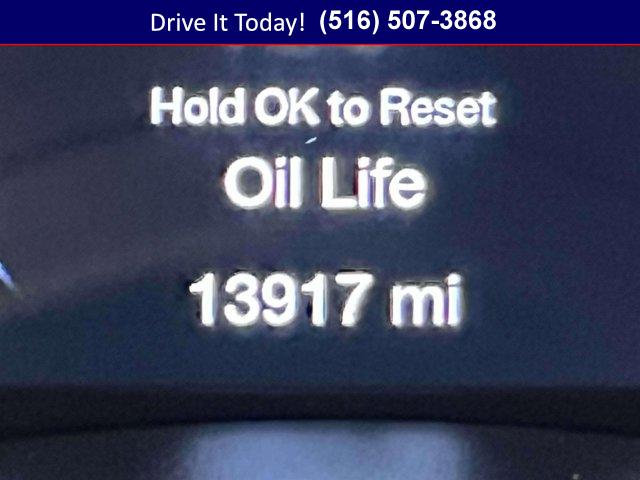 Drive It Today! (516) 507-3868
Hold OK to Reset
Oil Life
13917 mi